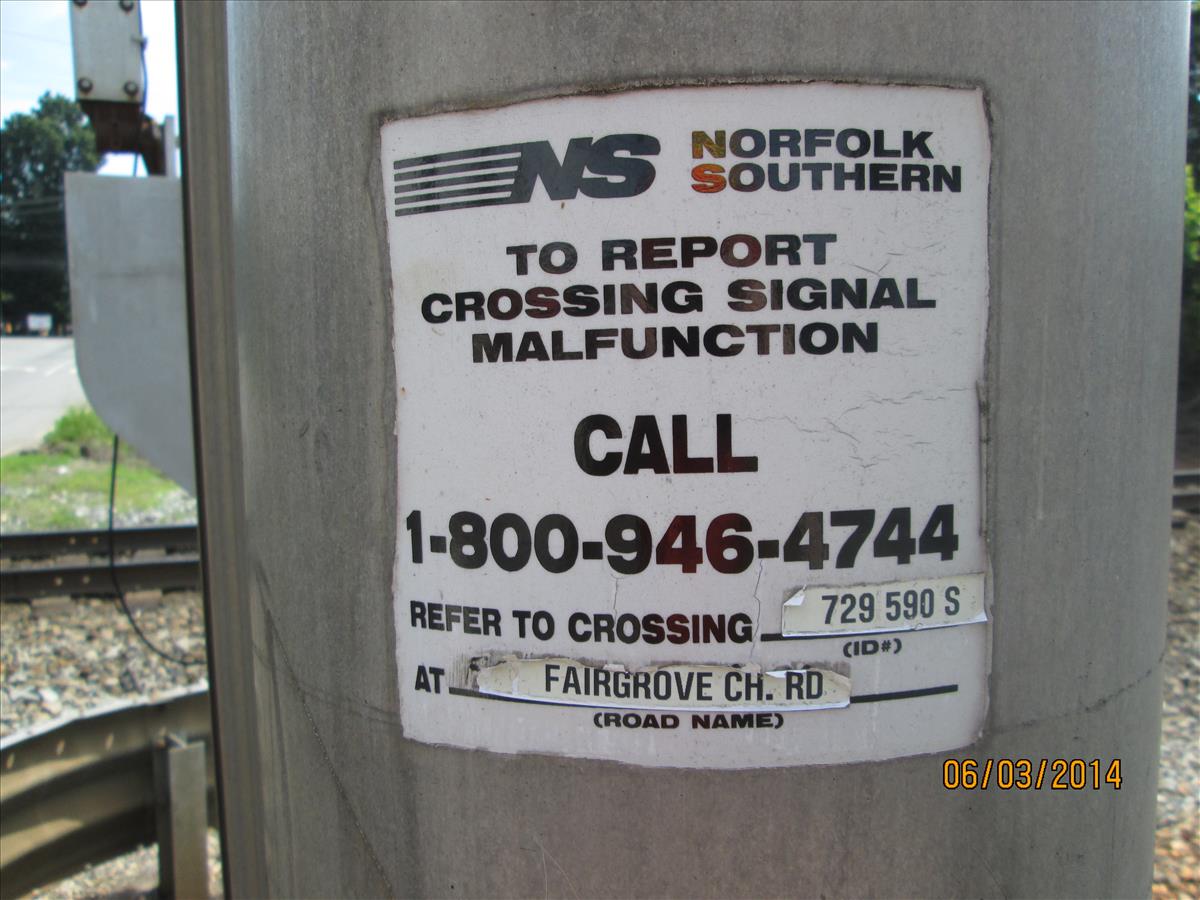 NS NORFOLK
SOUTHERN
TO REPORT
CROSSING SIGNAL
MALFUNCTION
CALL
1-800-946-4744
REFER TO CROSSING 729 590 S
(ID#)
AT FAIRGROVE CH. RD
(ROAD NAME)
06/03/2014